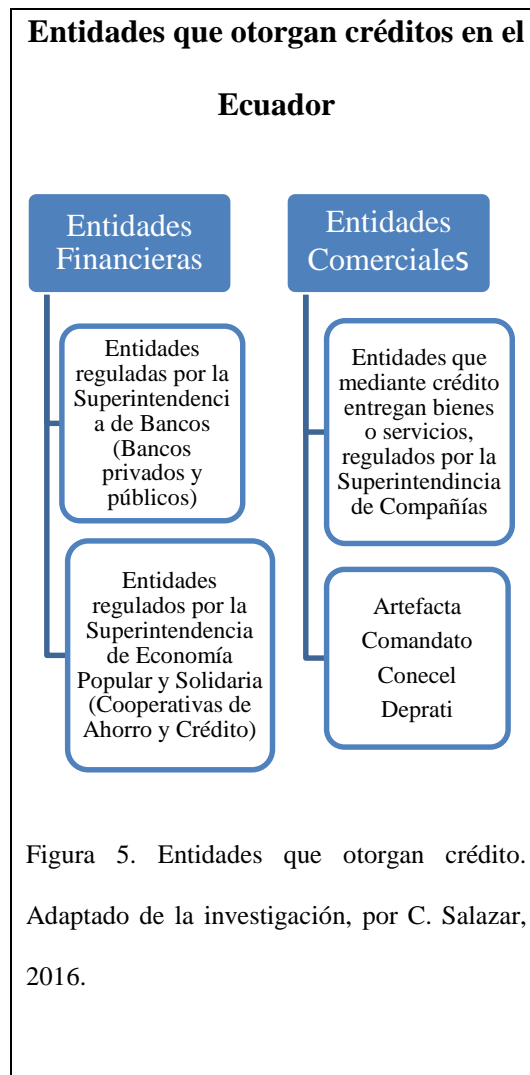 Entidades que otorgan créditos en el
Ecuador
Entidades
Financieras
Entidades
reguladas por la
Superintendenci
a de Bancos
(Bancos
privados y
públicos)
Entidades
regulados por la
Superintendencia
de Economía
Popular y Solidaria
(Cooperativas de
Ahorro y Crédito)
Entidades
Comerciales
Entidades que
mediante crédito
entregan bienes
o servicios,
regulados por la
Superintendincia
de Compañías
Artefacta
Comandato
Conecel
Deprati
Figura 5. Entidades que otorgan crédito.
Adaptado de la investigación, por C. Salazar,
2016.